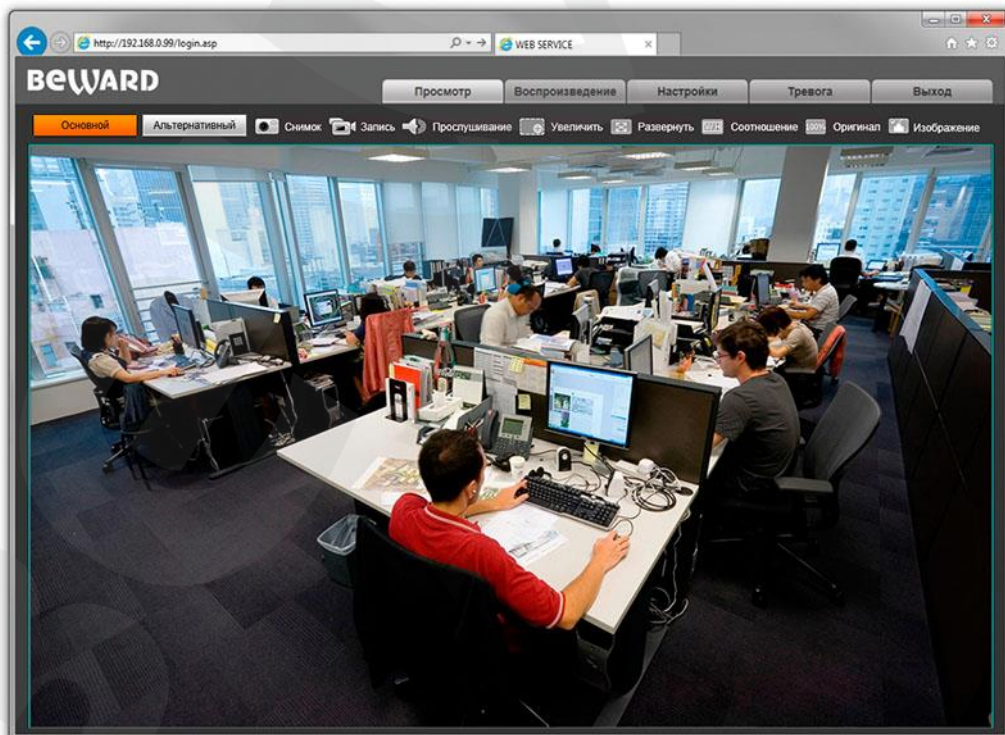 http://192.168.0.99/login.asp
WEB SERVICE
BEWARD
Просмотр Воспроизведение Настройки Тревога Выход
Основной Альтернативный Снимок Запись Прослушивание Увеличить Развернуть Соотношение 100% Оригинал Изображение